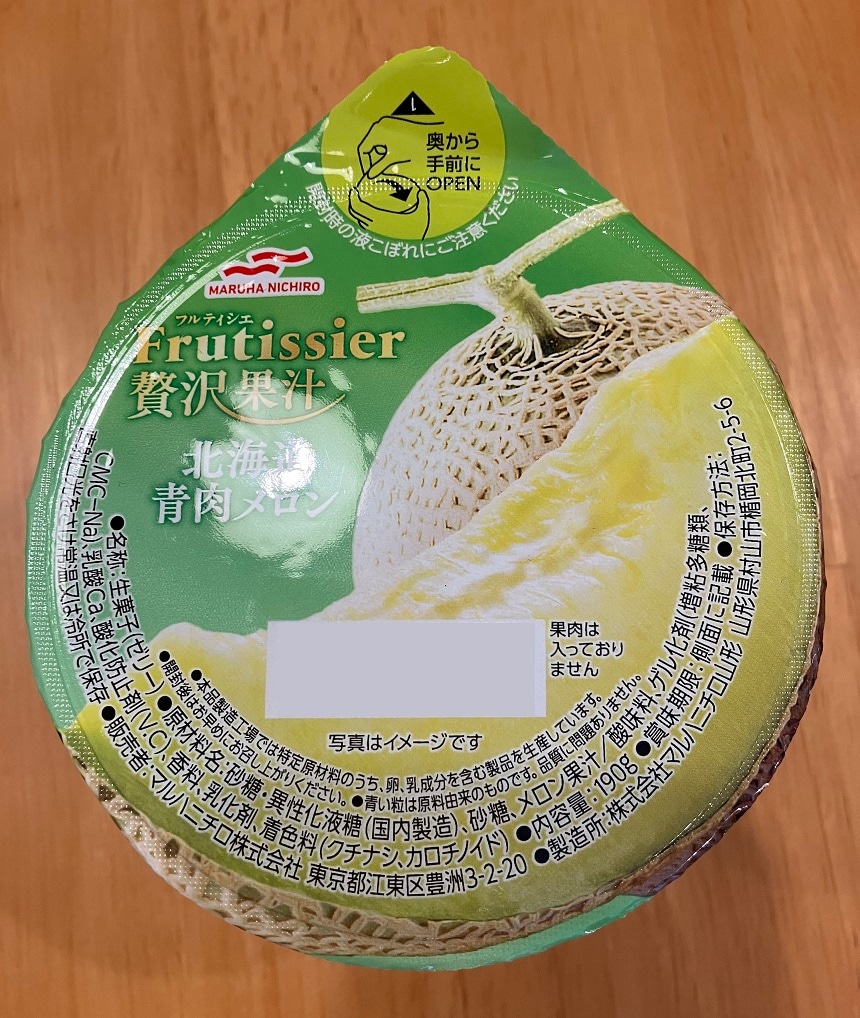 奥から
手前に
OPEN
開封時の液こぼれにご注意ください
MARUHA NICHIRO
フルティシエ
Frutissier
贅沢果汁
北海道
青肉メロン
果肉は
入っており
ません
写真はイメージです
●本品製造工場では特定原材料のうち、卵、乳成分を含む製品を生産しています。
●開封後はお早めにお召し上がりください。●青い粒は原料由来のものです。品質に問題ありません。
●名称:生菓子(ゼリー)●原材料名:砂糖・異性化液糖(国内製造)、砂糖、メロン果汁/酸味料、ゲル化剤(増粘多糖類、
CMC-Na)、乳酸Ca、酸化防止剤(V.C)、香料、乳化剤、着色料(クチナシ、カロチノイド)●内容量:190g●賞味期限:側面に記載●保存方法:
直射日光をさけ常温又は冷所で保存●販売者:マルハニチロ株式会社 東京都江東区豊洲3-2-20●製造所:株式会社マルハニチロ山形 山形県村山市楯岡北町2-5-6